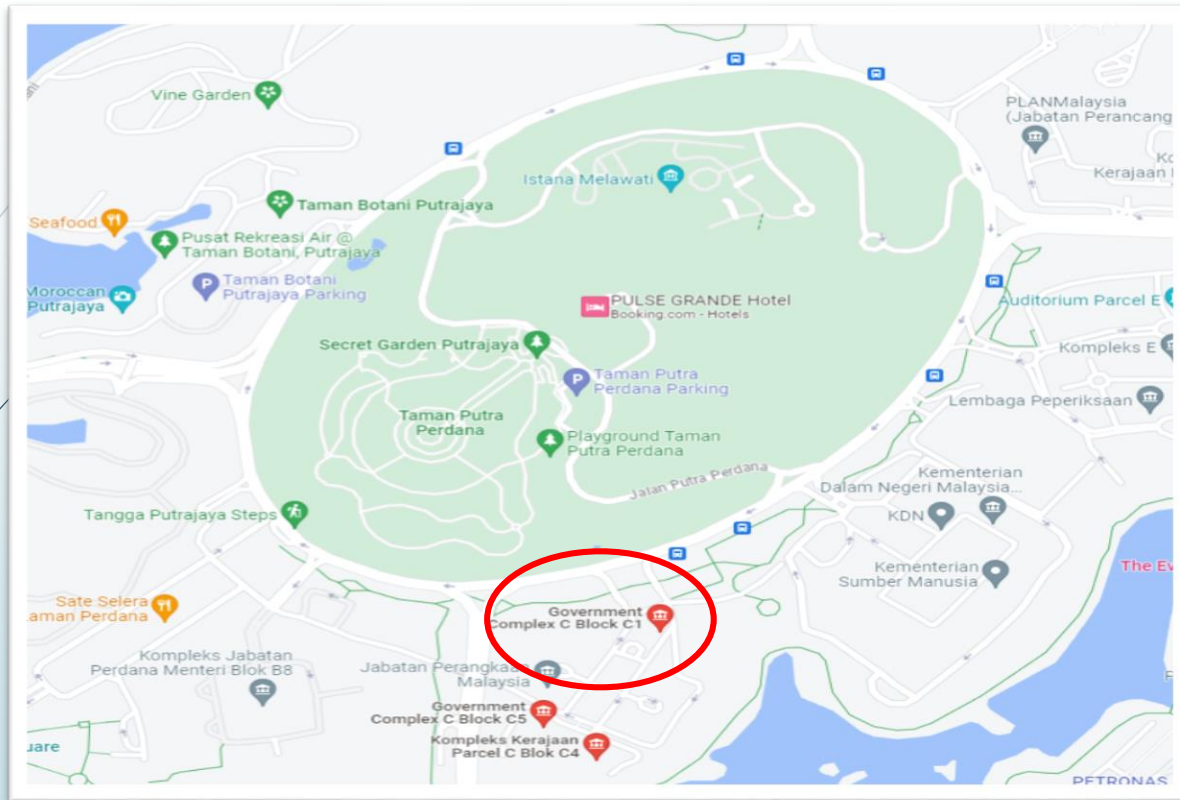 Vine Garden
PLANMalaysia
(Jabatan Perancang
Kerajaan
Istana Melawati
Taman Botani Putrajaya
Seafood
Pusat Rekreasi Air @
Taman Botani, Putrajaya
Taman Botani
Putrajaya Parking
Moroccan
Putrajaya
PULSE GRANDE Hotel
Booking.com - Hotels
Auditorium Parcel E
Secret Garden Putrajaya
Kompleks E
Taman Putra
Perdana Parking
Lembaga Peperiksaan
Taman Putra
Perdana
Playground Taman
Putra Perdana
Jalan Putra Perdana
Kementerian
Dalam Negeri Malaysia...
KDN
Tangga Putrajaya Steps
Kementerian
Sumber Manusia
The
Sate Selera
Perdana
Government
Complex C Block C1
Kompleks Jabatan
Perdana Menteri Blok B8
Jabatan Perangkaan
Malaysia
Government
Complex C Block C5
Kompleks Kerajaan
Parcel C Blok C4
PETRONAS